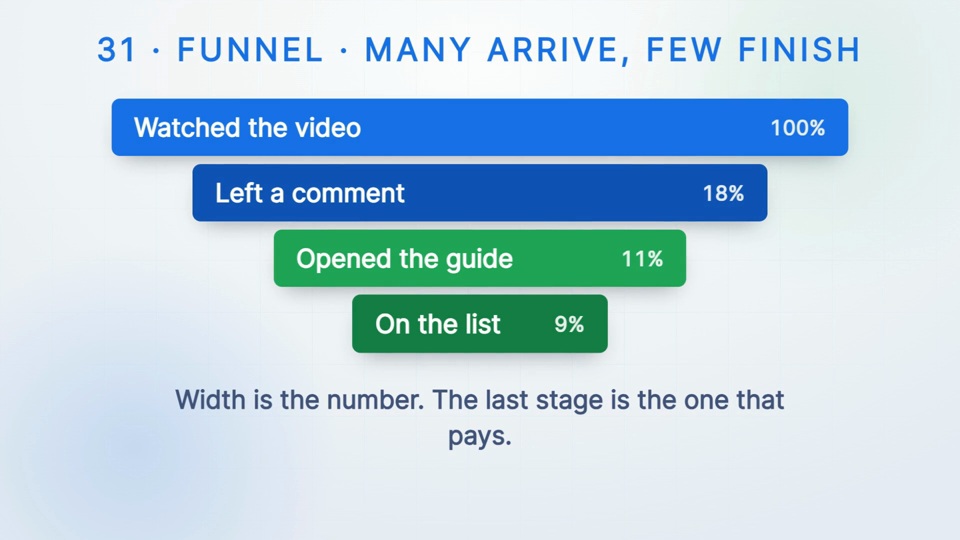 31 · FUNNEL · MANY ARRIVE, FEW FINISH
Watched the video 100%
Left a comment 18%
Opened the guide 11%
On the list 9%
Width is the number. The last stage is the one that
pays.